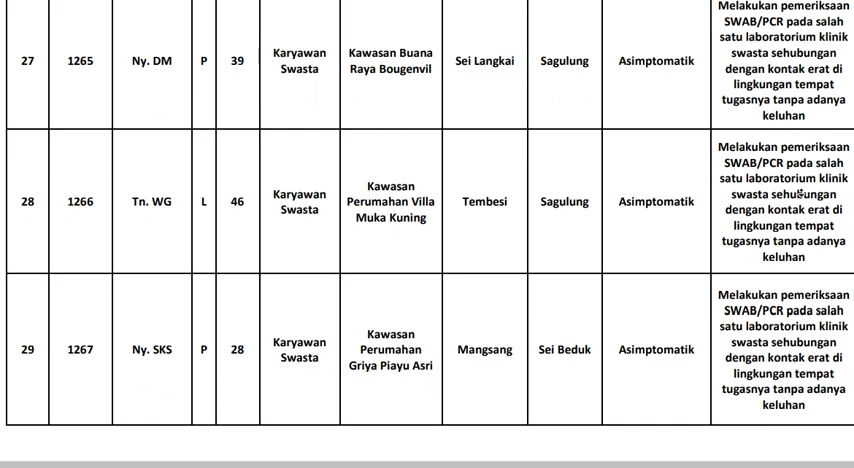 Melakukan pemeriksaan
SWAB/PCR pada salah
satu laboratorium klinik
swasta sehubungan
dengan kontak erat di
lingkungan tempat
tugasnya tanpa adanya
keluhan
27
1265
Ny. DM
P
39
Karyawan
Swasta
Kawasan Buana
Raya Bougenvil
Sei Langkai
Sagulung
Asimptomatik
28
1266
Tn. WG
L
46
Karyawan
Swasta
Kawasan
Perumahan Villa
Muka Kuning
Tembesi
Sagulung
Asimptomatik
Melakukan pemeriksaan
SWAB/PCR pada salah
satu laboratorium klinik
swasta sehubungan
dengan kontak erat di
lingkungan tempat
tugasnya tanpa adanya
keluhan
29
1267
Ny. SKS
P
28
Karyawan
Swasta
Kawasan
Perumahan
Griya Piayu Asri
Mangsang
Sei Beduk
Asimptomatik
Melakukan pemeriksaan
SWAB/PCR pada salah
satu laboratorium klinik
swasta sehubungan
dengan kontak erat di
lingkungan tempat
tugasnya tanpa adanya
keluhan